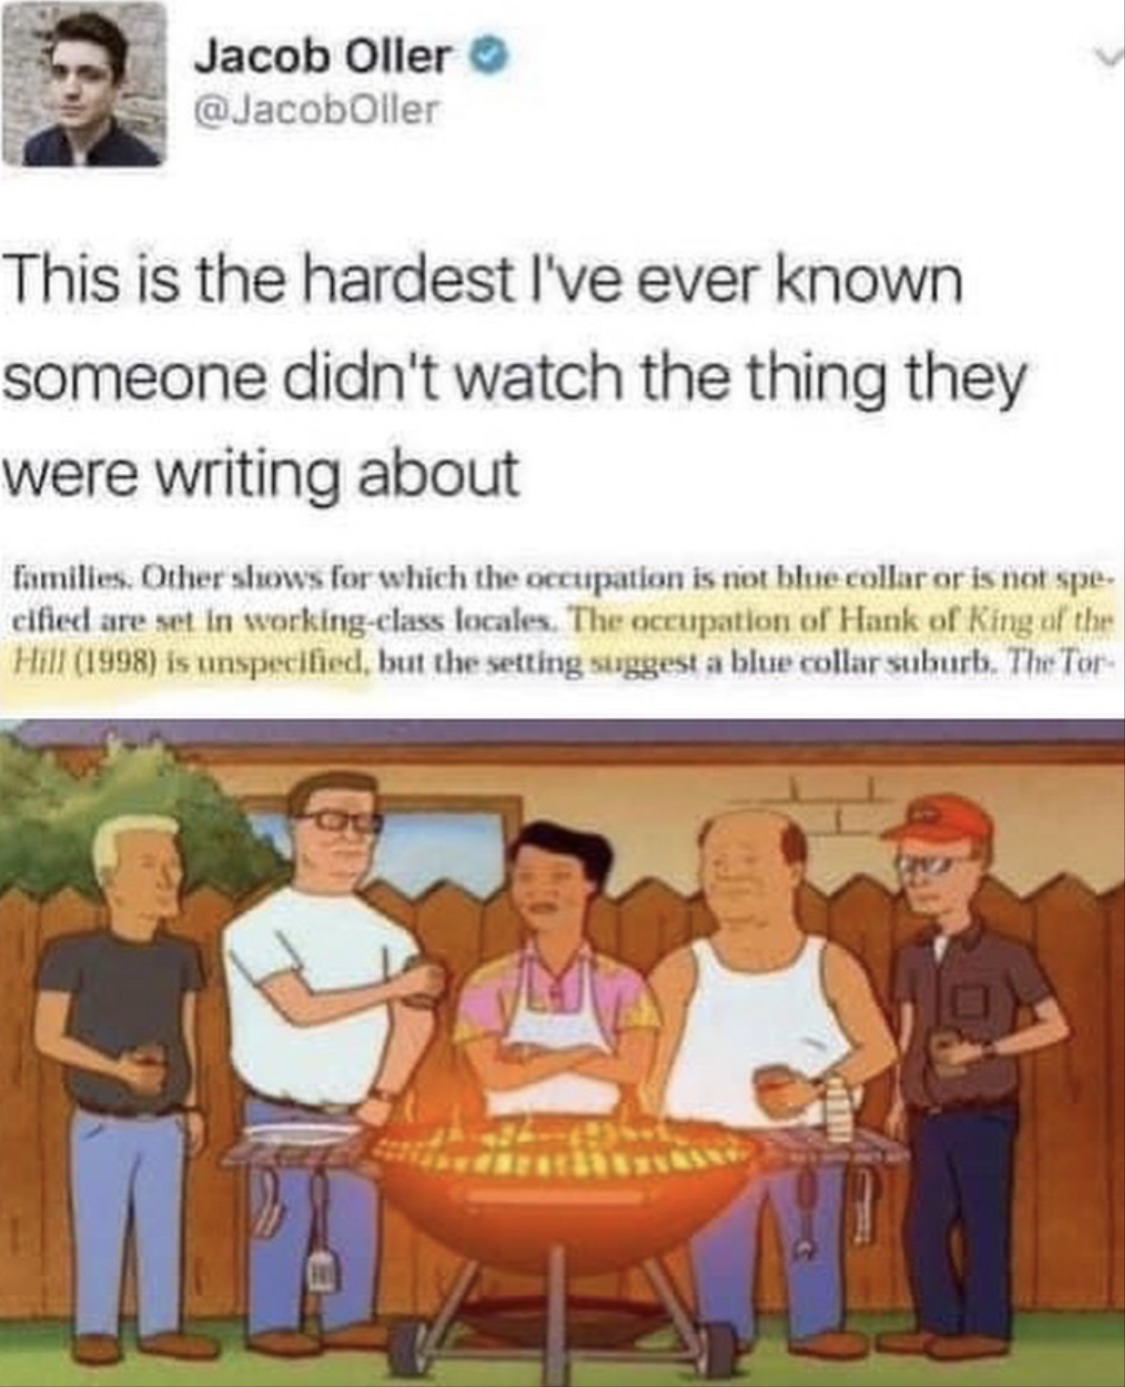 Jacob Oller
@JacobOller
This is the hardest I've ever known
someone didn't watch the thing they
were writing about
families. Other shows for which the occupation is not blue collar or is not spe-
cified are set in working-class locales. The occupation of Hank of King of the
Hill (1998) is unspecified, but the setting suggest a blue collar suburb. The Tor-